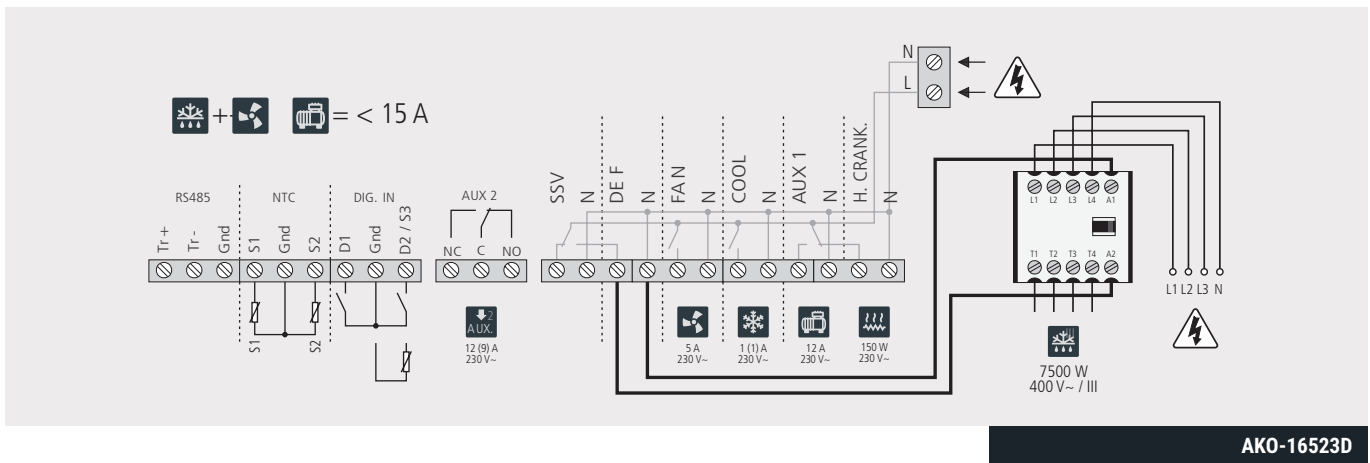 + = < 15 A
RS485
NTC
DIG. IN
AUX 2
Tr +
Tr -
Gnd
S1
Gnd
S2
D1
Gnd
D2 / S3
NC C NO
S1
S2
2
AUX.
12 (9) A
230 V~
SSV
N
DE F
N
FAN
N
COOL
N
AUX 1
N
H. CRANK.
N
N
L
5 A
230 V~
1 (1) A
230 V~
12 A
230 V~
150 W
230 V~
L1 L2 L3 L4 A1
T1 T2 T3 T4 A2
7500 W
400 V~ / III
L1 L2 L3 N
AKO-16523D